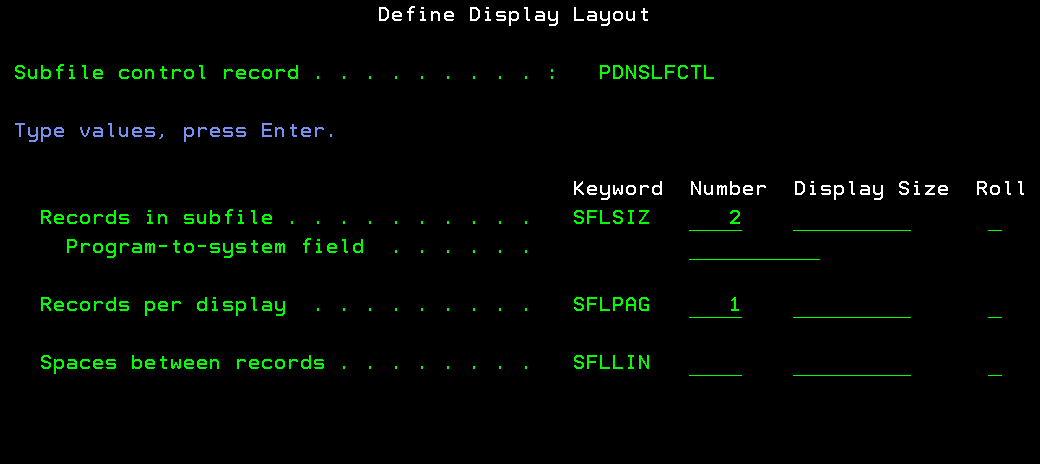 Define Display Layout
Subfile control record . . . . . . . . . :   PDNSLFCTL
Type values, press Enter.
Keyword  Number  Display Size  Roll
Records in subfile . . . . . . . . . .   SFLSIZ      2
Program-to-system field  . . . . . .
Records per display  . . . . . . . . .   SFLPAG      1
Spaces between records . . . . . . . .   SFLLIN